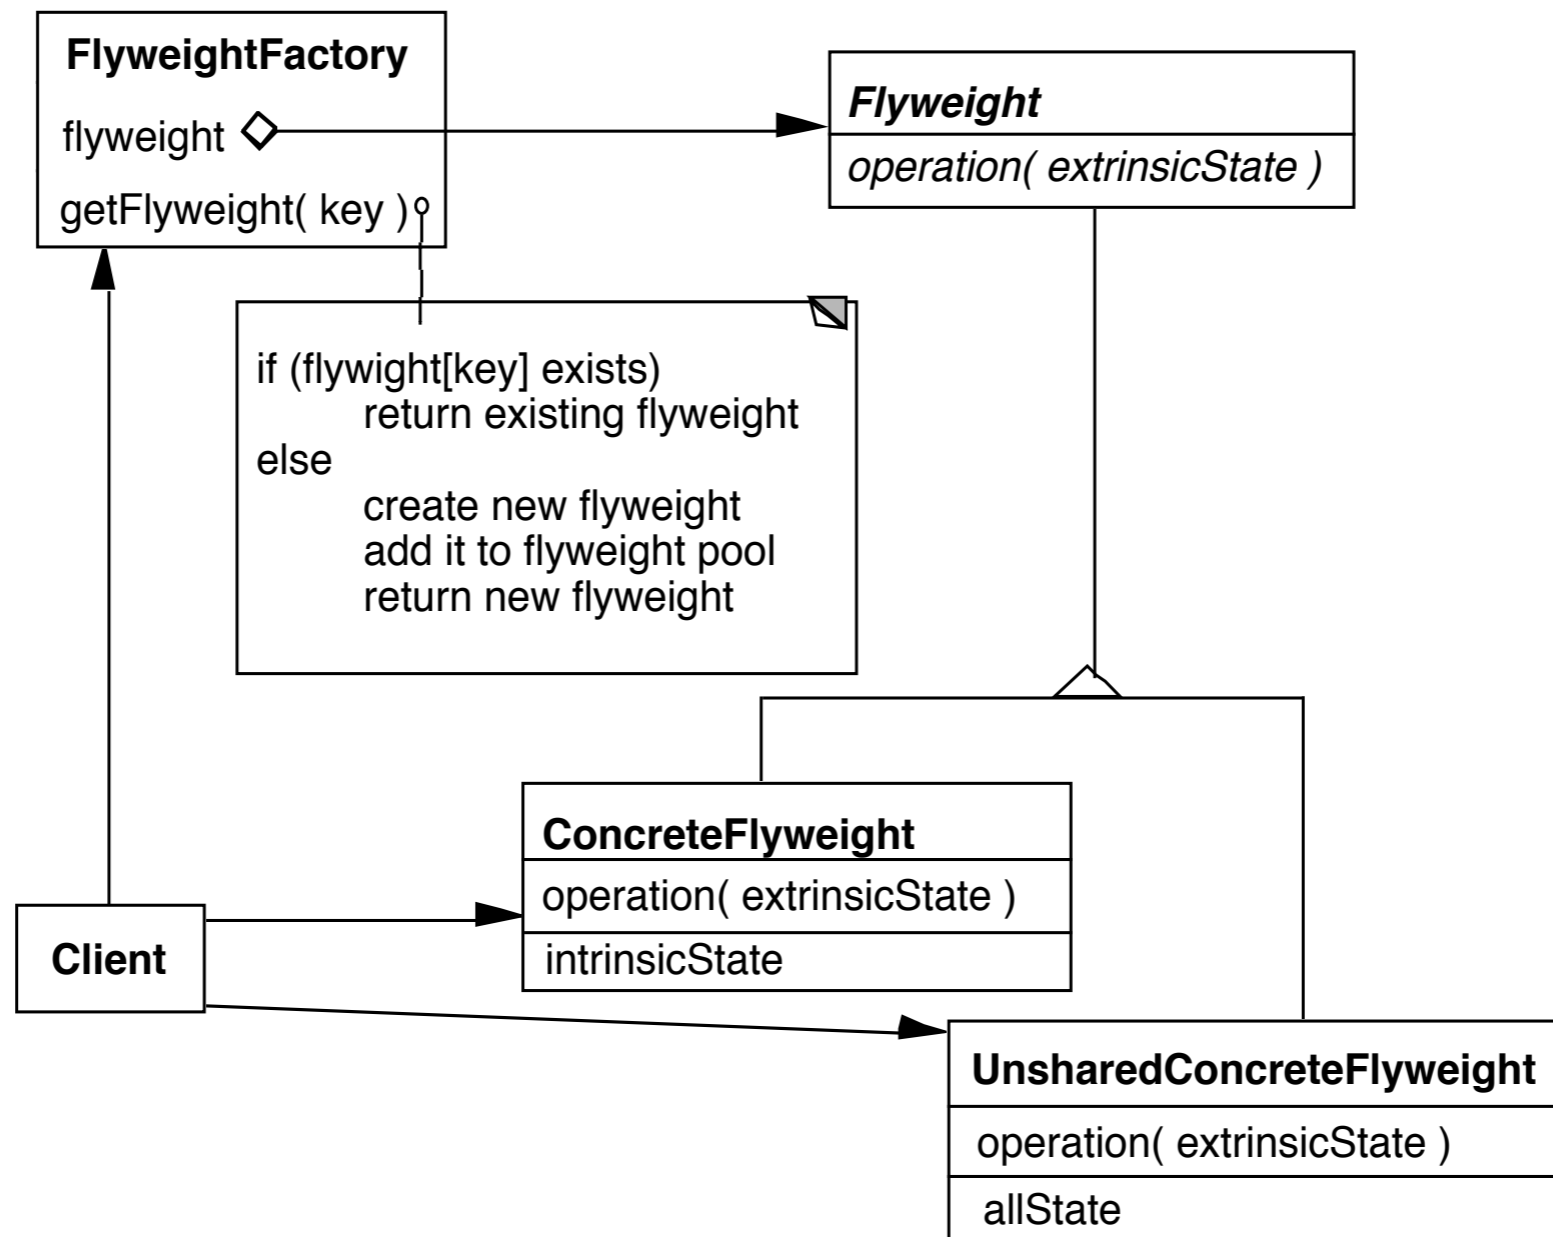 FlyweightFactory
flyweight
getFlyweight( key )
Flyweight
operation( extrinsicState )
if (flywight[key] exists)
return existing flyweight
else
create new flyweight
add it to flyweight pool
return new flyweight
ConcreteFlyweight
operation( extrinsicState )
intrinsicState
Client
UnsharedConcreteFlyweight
operation( extrinsicState )
allState